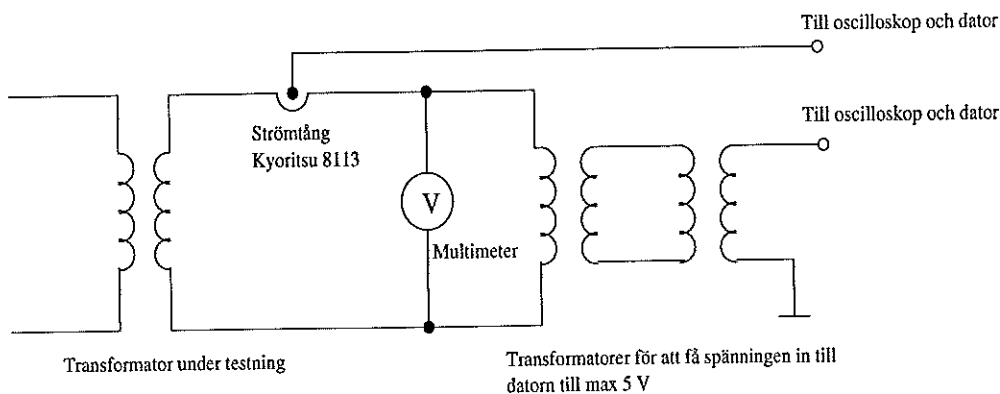 Till oscilloskop och dator
Till oscilloskop och dator
Strömtång
Kyoritsu 8113
V
Multimeter
Transformator under testning
Transformatorer för att få spänningen in till
datorn till max 5 V